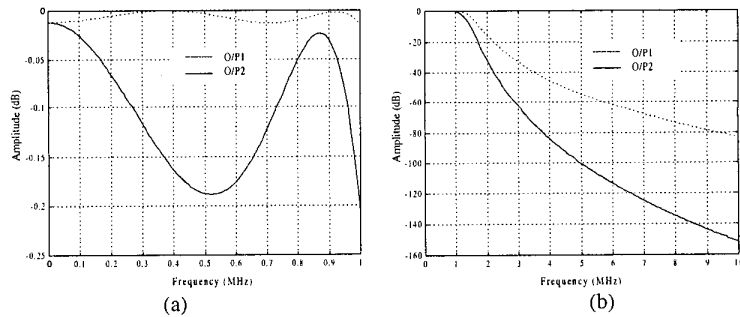 0
-0.05
-0.1
-0.15
-0.2
-0.25
Amplitude (dB)
O/P1
O/P2
0 0.1 0.2 0.3 0.4 0.5 0.6 0.7 0.8 0.9 1
Frequency (MHz)
(a)
0
-20
-40
-60
-80
-100
-120
-140
-160
Amplitude (dB)
O/P1
O/P2
0 1 2 3 4 5 6 7 8 9 10
Frequency (MHz)
(b)